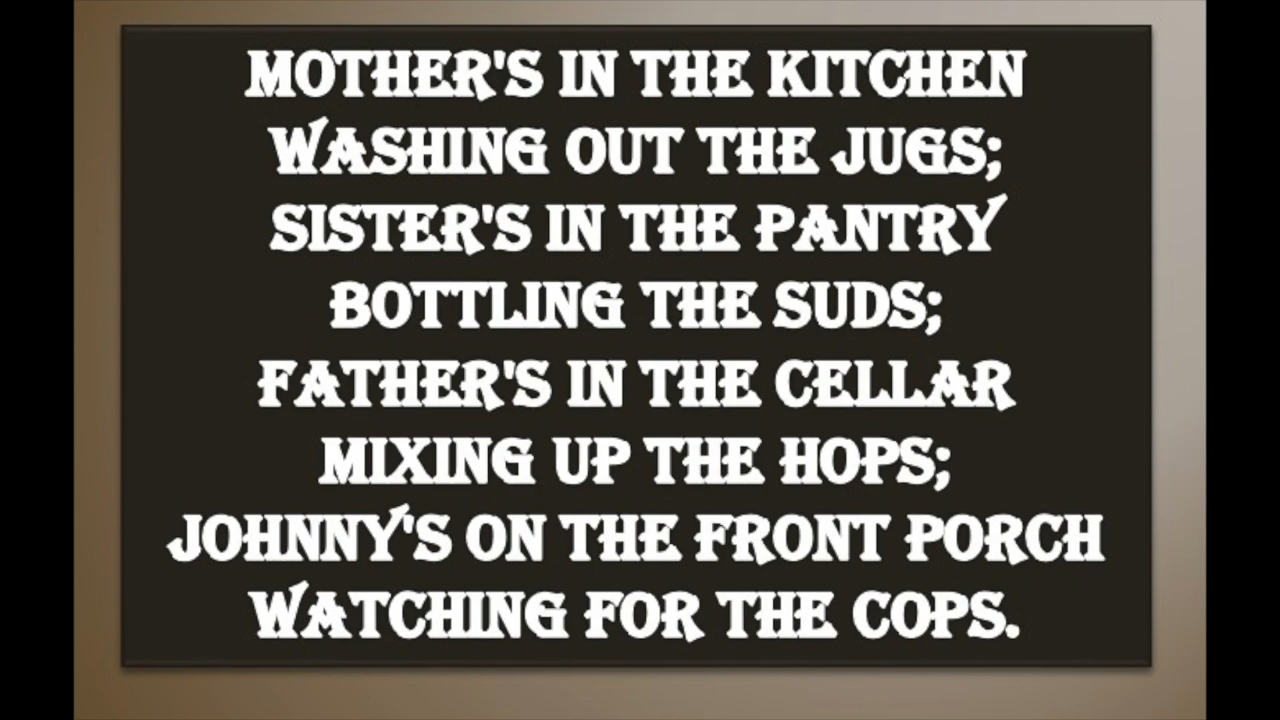 MOTHER'S IN THE KITCHEN
WASHING OUT THE JUGS;
SISTER'S IN THE PANTRY
BOTTLING THE SUDS;
FATHER'S IN THE CELLAR
MIXING UP THE HOPS;
JOHNNY'S ON THE FRONT PORCH
WATCHING FOR THE COPS.